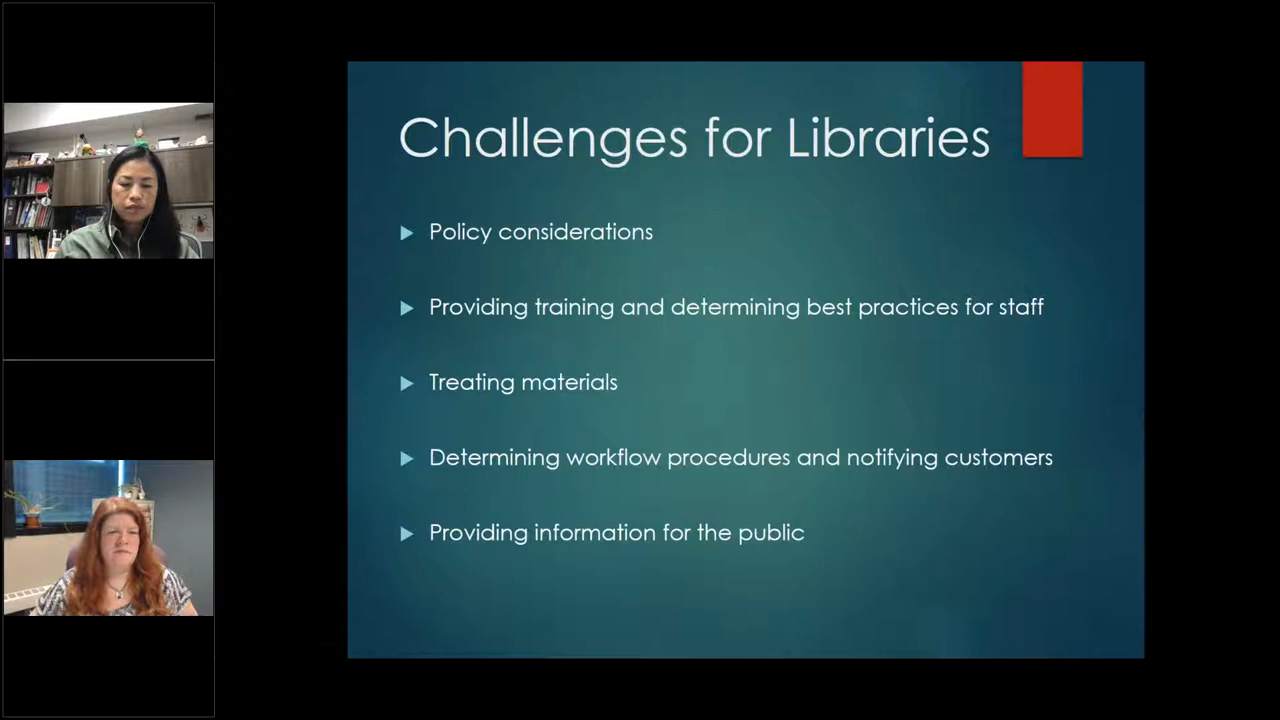 Challenges for Libraries
Policy considerations
Providing training and determining best practices for staff
Treating materials
Determining workflow procedures and notifying customers
Providing information for the public